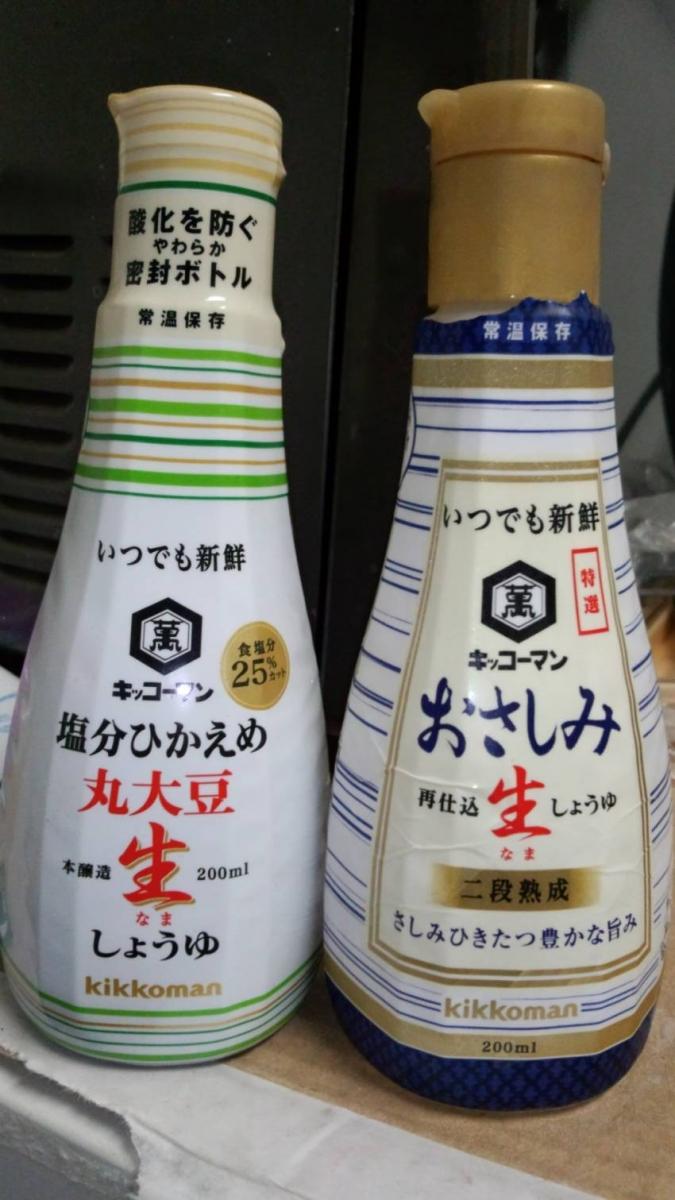 酸化を防ぐ
やわらか
密封ボトル
常温保存
いつでも新鮮
萬
キッコーマン
食塩分
25%
カット
塩分ひかえめ
丸大豆
本醸造
生
200ml
なま
しょうゆ
kikkoman
常温保存
いつでも新鮮
特選
萬
キッコーマン
おさしみ
再仕込
生
しょうゆ
なま
二段熟成
さしみひきたつ豊かな旨み
kikkoman
200ml